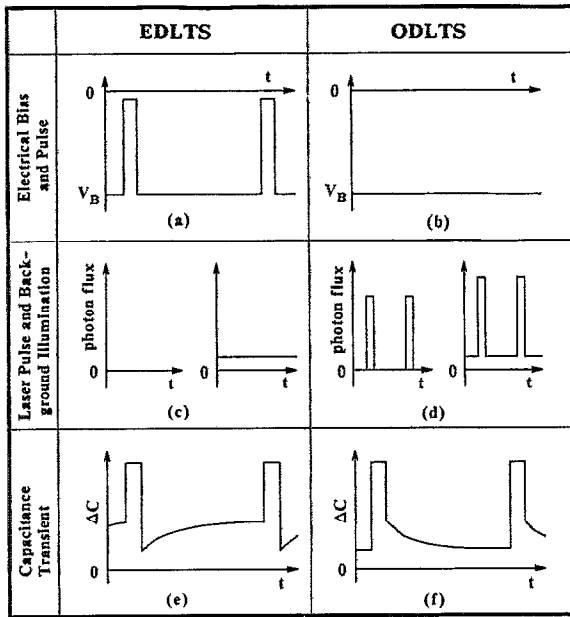 EDLTS
ODLTS
Electrical Bias
and Pulse
0
t
V_B
(a)
0
t
V_B
(b)
Laser Pulse and Back-
ground Illumination
photon flux
0
t
0
t
(c)
photon flux
0
t
0
t
(d)
Capacitance
Transient
ΔC
0
t
(e)
ΔC
0
t
(f)